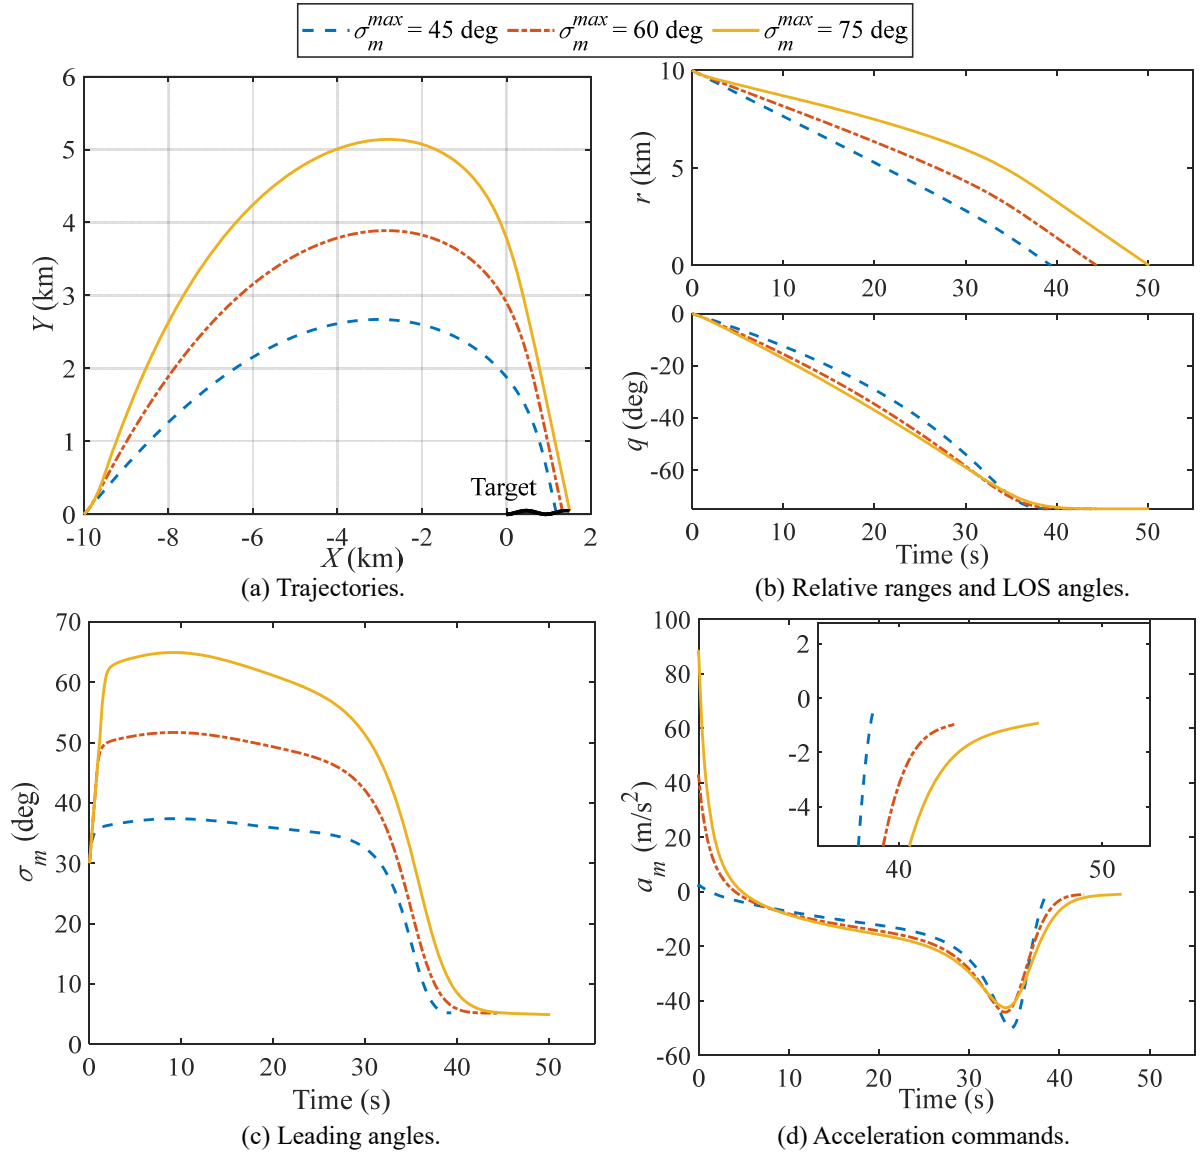 σ_m^max = 45 deg σ_m^max = 60 deg σ_m^max = 75 deg
6
5
4
3
2
1
0
Y (km)
Target
-10 -8 -6 -4 -2 0 2
X (km)
(a) Trajectories.
10
5
0
r (km)
0 10 20 30 40 50
0
-20
-40
-60
q (deg)
0 10 20 30 40 50
Time (s)
(b) Relative ranges and LOS angles.
70
60
50
40
30
20
10
0
σ_m (deg)
0 10 20 30 40 50
Time (s)
(c) Leading angles.
100
80
60
40
20
0
-20
-40
-60
a_m (m/s²)
2
0
-2
-4
40 50
0 10 20 30 40 50
Time (s)
(d) Acceleration commands.